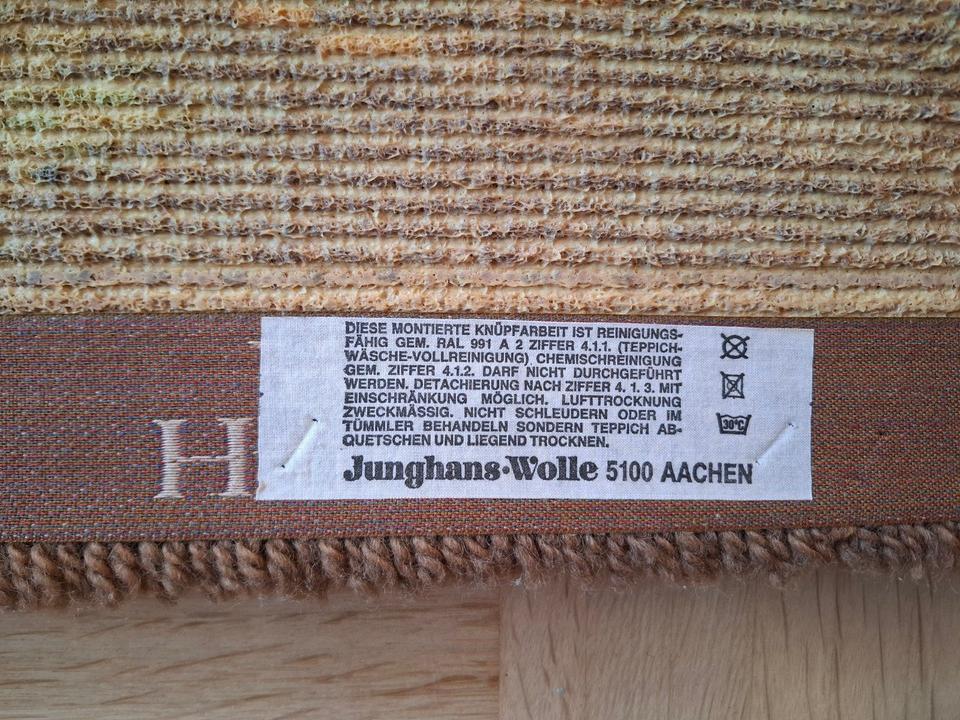 DIESE MONTIERTE KNÜPFARBEIT IST REINIGUNGS-
FÄHIG GEM. RAL 991 A 2 ZIFFER 4.1.1. (TEPPICH-
WÄSCHE-VOLLREINIGUNG) CHEMISCHREINIGUNG
GEM. ZIFFER 4.1.2. DARF NICHT DURCHGEFÜHRT
WERDEN. DETACHIERUNG NACH ZIFFER 4. 1. 3. MIT
EINSCHRÄNKUNG MÖGLICH. LUFTTROCKNUNG
ZWECKMÄSSIG. NICHT SCHLEUDERN ODER IM
TÜMMLER BEHANDELN SONDERN TEPPICH AB-
QUETSCHEN UND LIEGEND TROCKNEN.
30°C
H
Junghans·Wolle 5100 AACHEN